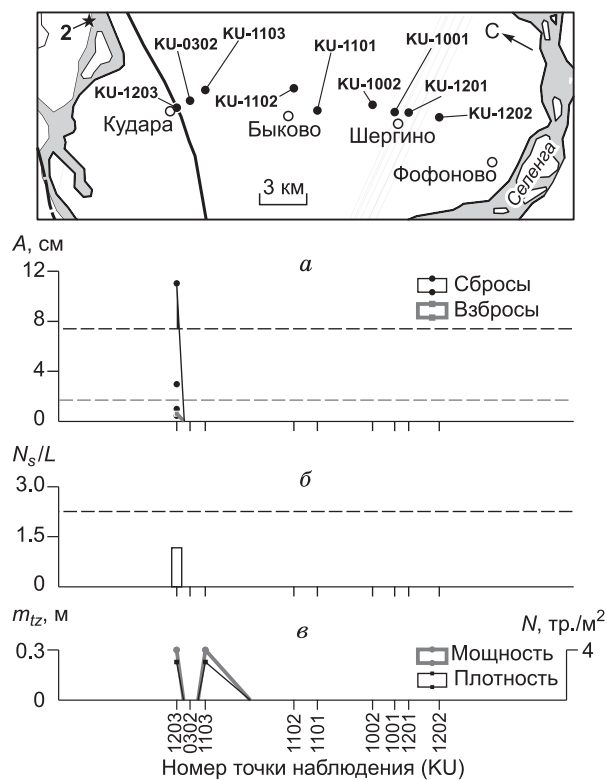 2
KU-0302
KU-1103
KU-1101
KU-1001
С
KU-1203
KU-1102
KU-1002
KU-1201
KU-1202
Кудара
Быково
Шергино
Фофоново
Селенга
3 км
A, см
а
12
8
4
0
Сбросы
Взбросы
Ns/L
б
3.0
1.5
0
mtz, м
в
N, тр./м²
0.3
0
4
0
Мощность
Плотность
1203
0302
1103
1102
1101
1002
1001
1201
1202
Номер точки наблюдения (KU)